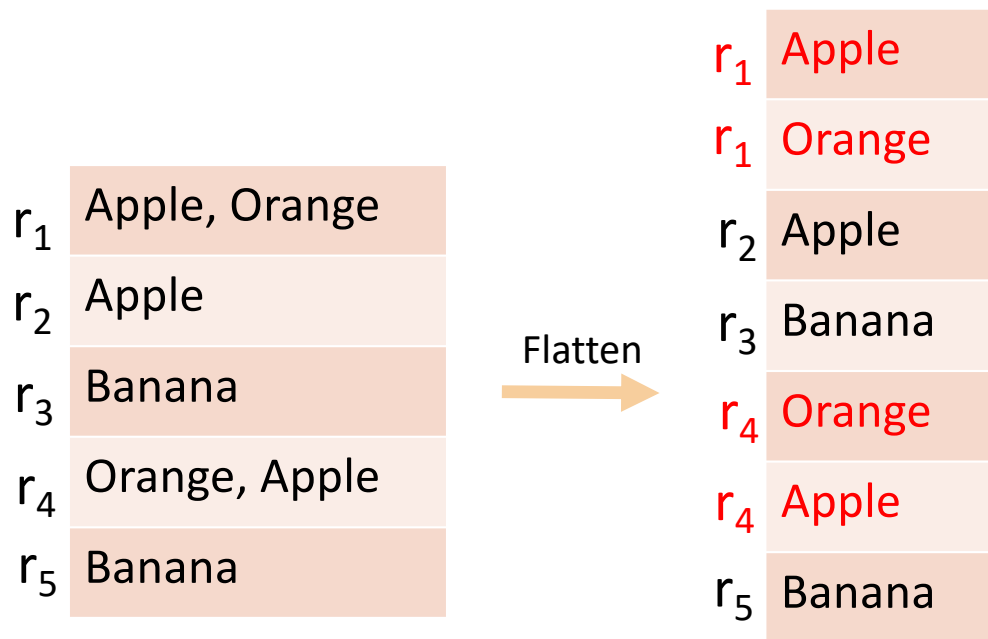 r1 Apple, Orange
r2 Apple
r3 Banana
r4 Orange, Apple
r5 Banana
Flatten
r1 Apple
r1 Orange
r2 Apple
r3 Banana
r4 Orange
r4 Apple
r5 Banana